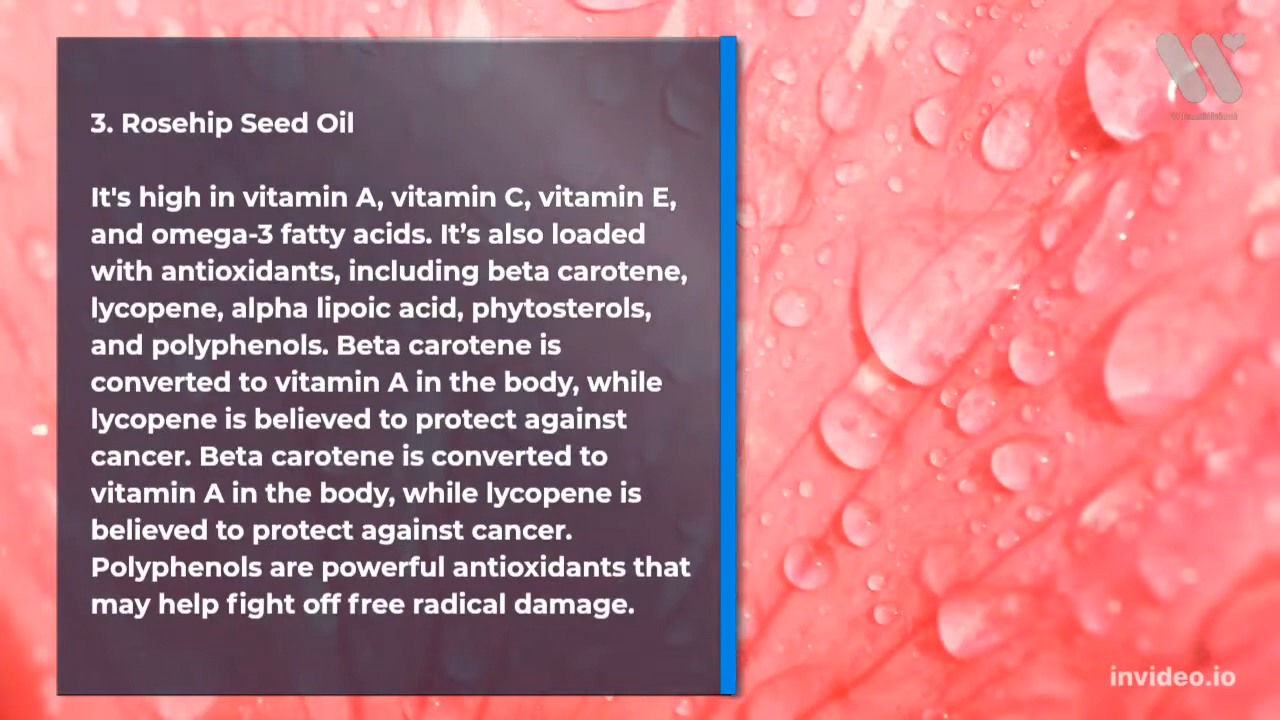 3. Rosehip Seed Oil
It's high in vitamin A, vitamin C, vitamin E,
and omega-3 fatty acids. It’s also loaded
with antioxidants, including beta carotene,
lycopene, alpha lipoic acid, phytosterols,
and polyphenols. Beta carotene is
converted to vitamin A in the body, while
lycopene is believed to protect against
cancer. Beta carotene is converted to
vitamin A in the body, while lycopene is
believed to protect against cancer.
Polyphenols are powerful antioxidants that
may help fight off free radical damage.
invideo.io